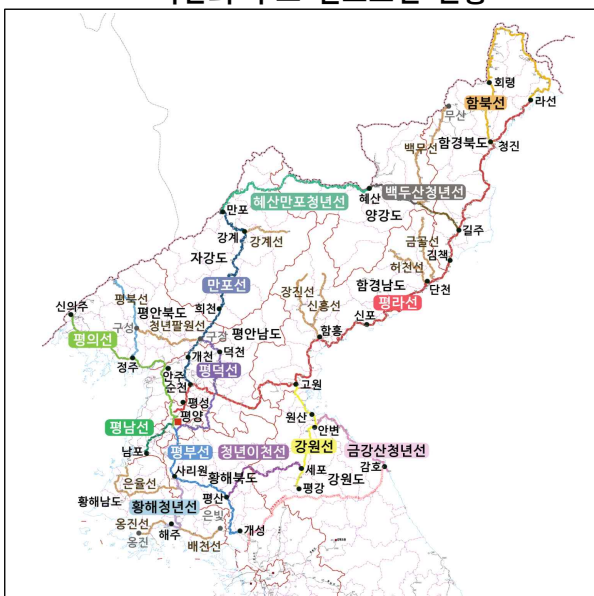 회령
함북선
라선
무산
백무선
함경북도
청진
혜산만포청년선
혜산
백두산청년선
만포
양강도
강계
강계선
길주
금골선
자강도
김책
허천선
만포선
함경남도
단천
장진선
평라선
평북선
신흥선
신의주
평안북도
희천
신포
구성
청년팔원선
평안남도
함흥
평의선
구장
정주
개천
덕천
안주
평덕선
순천
고원
평성
평양
원산
평남선
안변
평부선
청년이천선
강원선
금강산청년선
남포
감호
사리원
황해북도
세포
강원도
은율선
평강
황해남도
평산
황해청년선
은빛
옹진선
해주
개성
옹진
배천선